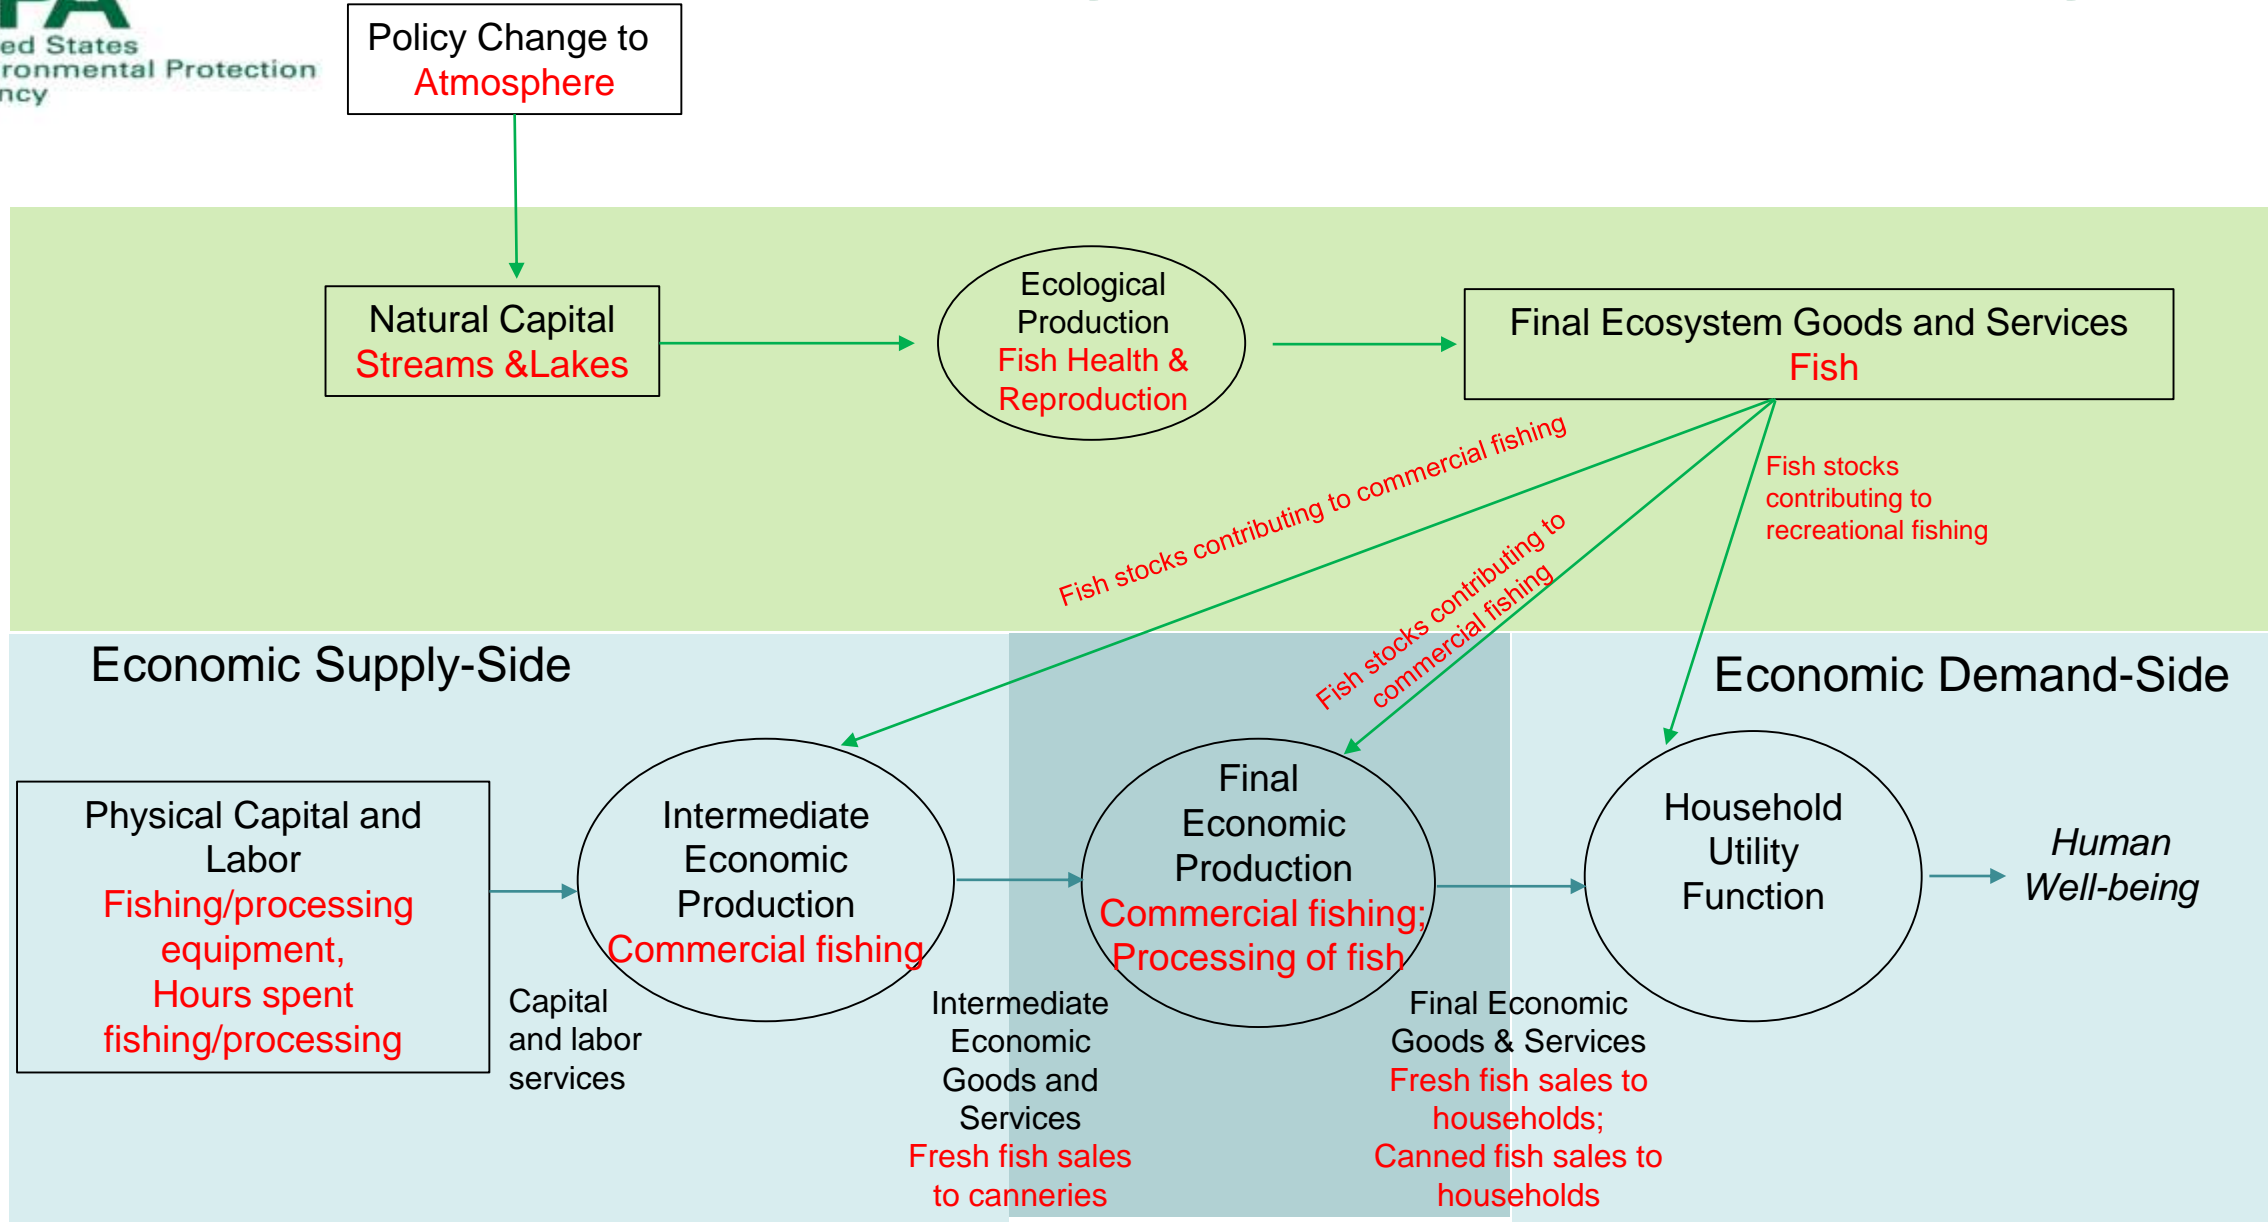 ed States
ronmental Protection
ncy
Policy Change to
Atmosphere
Natural Capital
Streams &Lakes
Ecological
Production
Fish Health &
Reproduction
Final Ecosystem Goods and Services
Fish
Fish stocks contributing to commercial fishing
Fish stocks contributing to
commercial fishing
Fish stocks
contributing to
recreational fishing
Economic Supply-Side
Economic Demand-Side
Physical Capital and
Labor
Fishing/processing
equipment,
Hours spent
fishing/processing
Capital
and labor
services
Intermediate
Economic
Production
Commercial fishing
Intermediate
Economic
Goods and
Services
Fresh fish sales
to canneries
Final
Economic
Production
Commercial fishing;
Processing of fish
Final Economic
Goods & Services
Fresh fish sales to
households;
Canned fish sales to
households
Household
Utility
Function
Human
Well-being